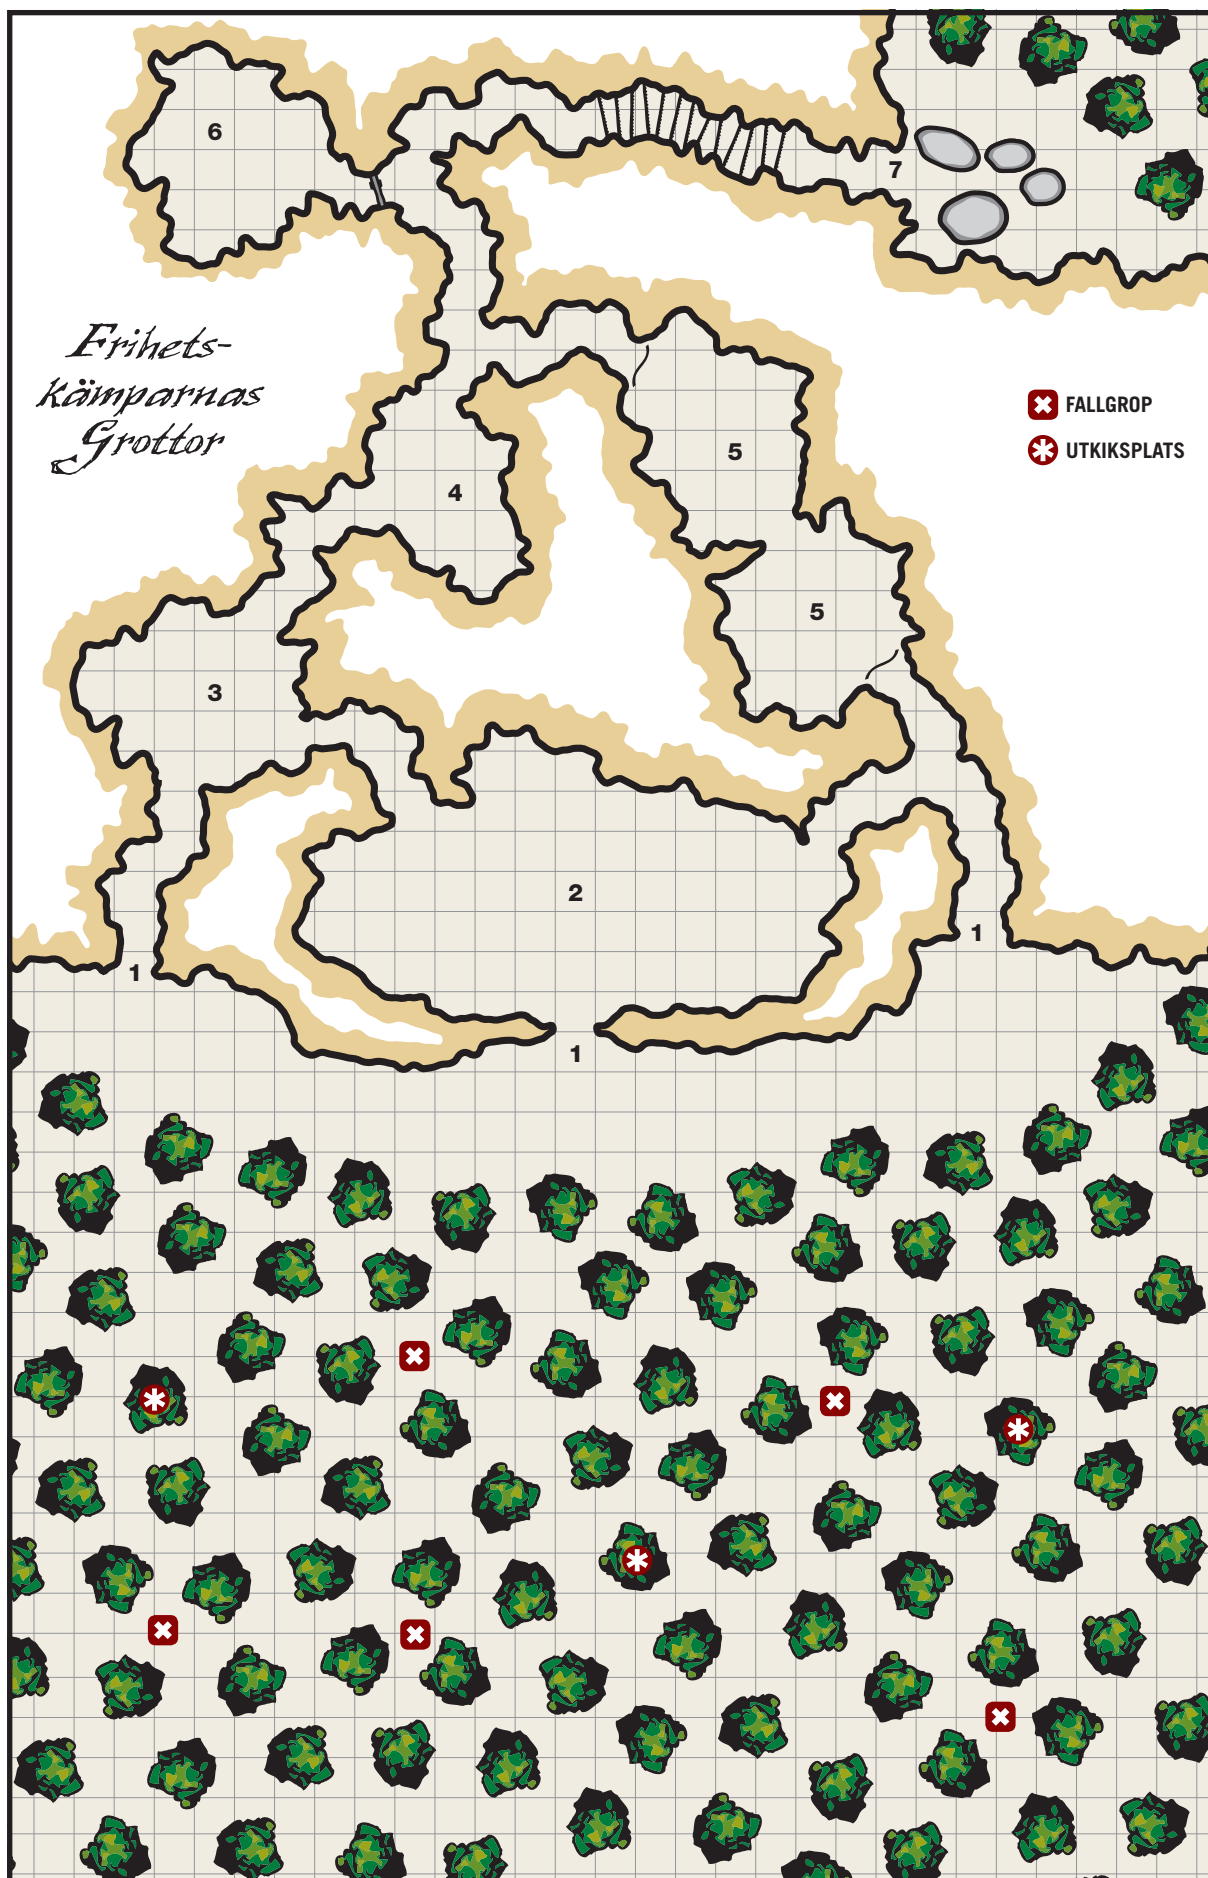 6
7
Frihets-
kämparnas
Grottor
FALLGROP
UTKIKSPLATS
5
4
5
3
2
1
1
1